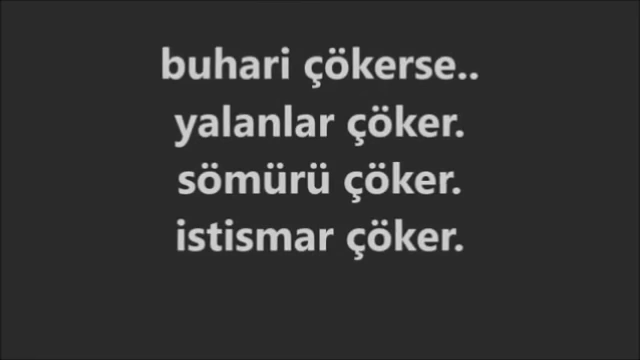 buhari çökerse..
yalanlar çöker.
sömürü çöker.
istismar çöker.